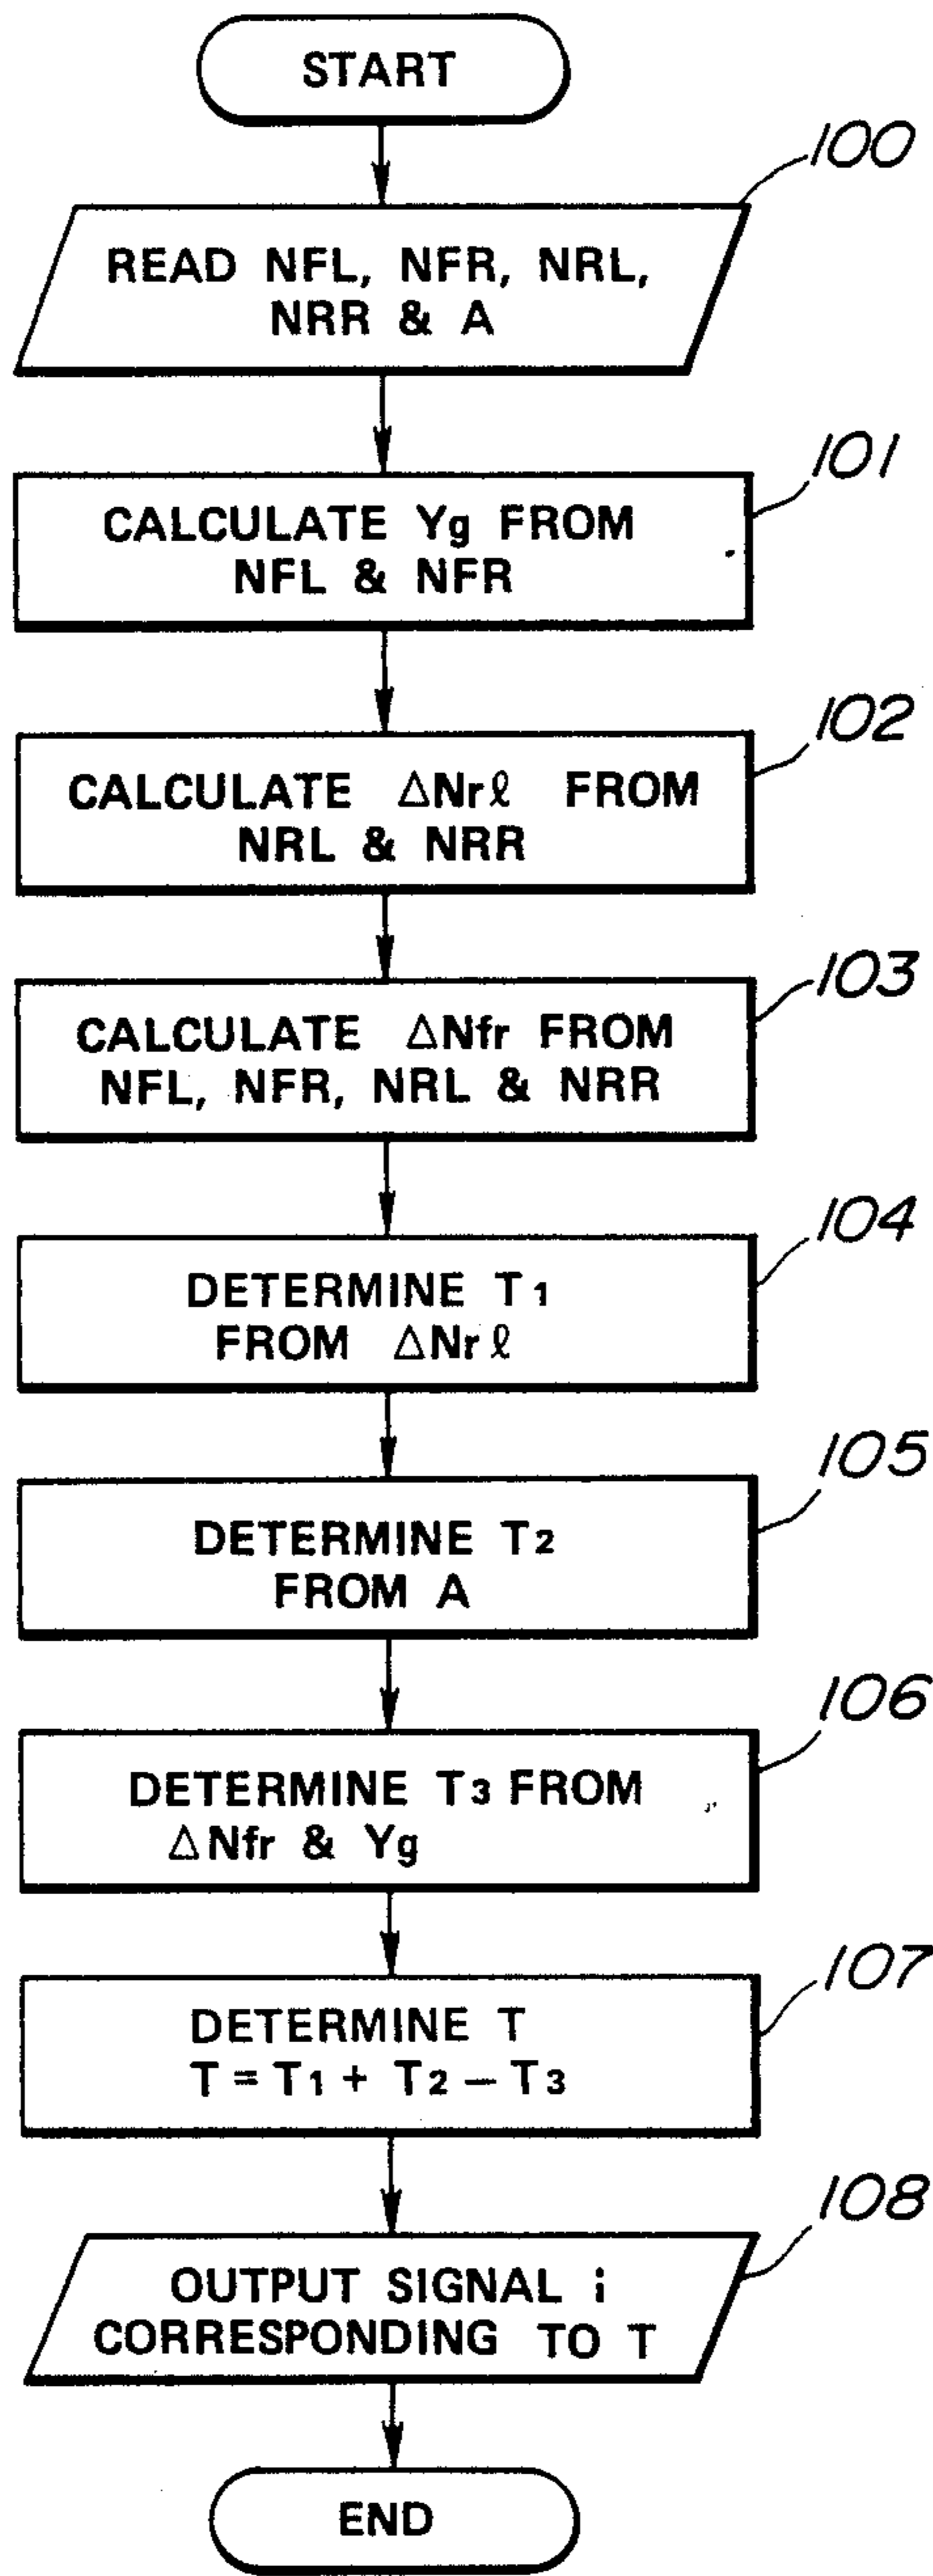 START
100
READ NFL, NFR, NRL,
NRR & A
101
CALCULATE Yg FROM
NFL & NFR
102
CALCULATE ΔNrℓ FROM
NRL & NRR
103
CALCULATE ΔNfr FROM
NFL, NFR, NRL & NRR
104
DETERMINE T1
FROM ΔNrℓ
105
DETERMINE T2
FROM A
106
DETERMINE T3 FROM
ΔNfr & Yg
107
DETERMINE T
T = T1 + T2 – T3
108
OUTPUT SIGNAL i
CORRESPONDING TO T
END